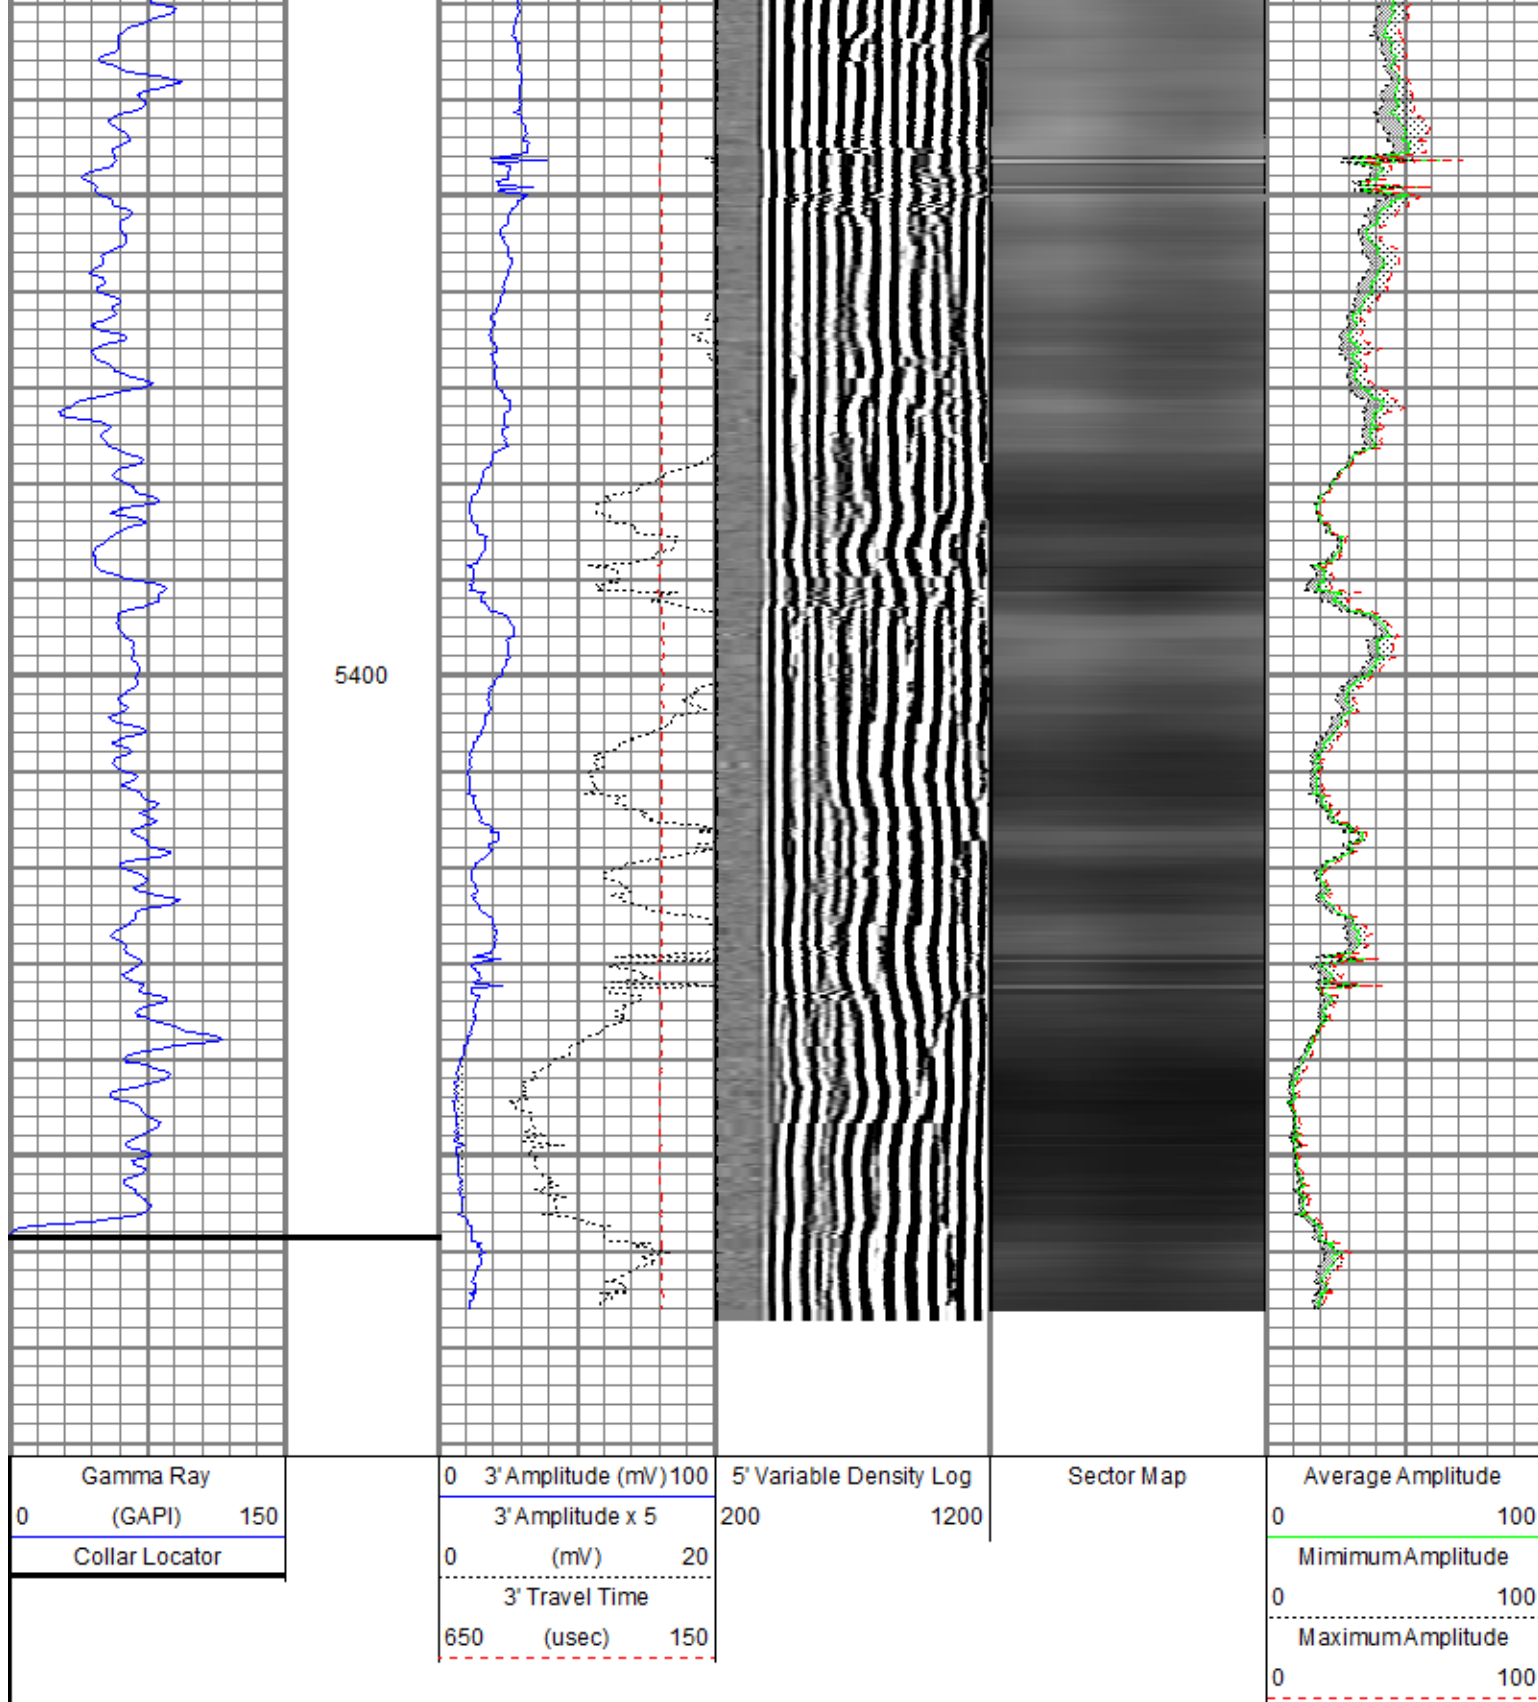 5400
Gamma Ray
0 (GAPI) 150
Collar Locator
0 3' Amplitude (mV) 100
3' Amplitude x 5
0 (mV) 20
3' Travel Time
650 (usec) 150
5' Variable Density Log
200 1200
Sector Map
Average Amplitude
0 100
Mimimum Amplitude
0 100
Maximum Amplitude
0 100